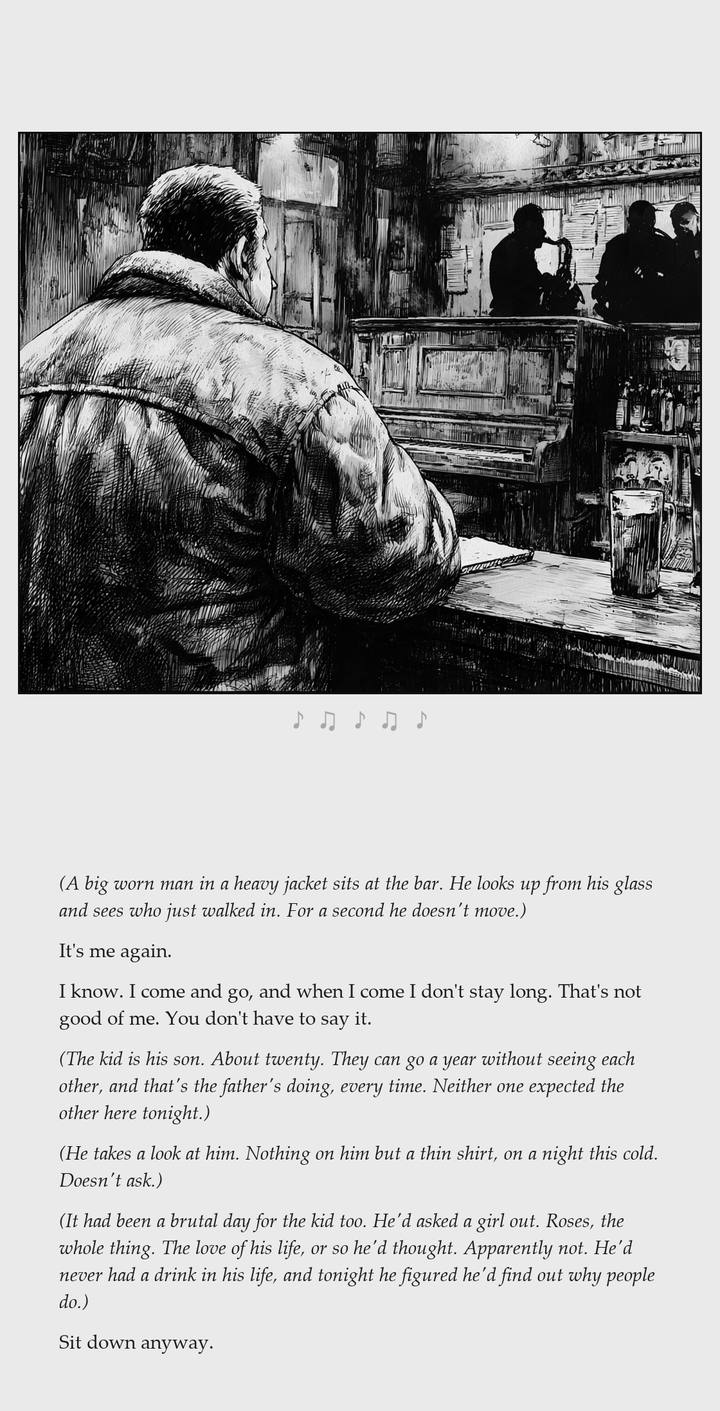 (A big worn man in a heavy jacket sits at the bar. He looks up from his glass
and sees who just walked in. For a second he doesn't move.)
It's me again.
I know. I come and go, and when I come I don't stay long. That's not
good of me. You don't have to say it.
(The kid is his son. About twenty. They can go a year without seeing each
other, and that's the father's doing, every time. Neither one expected the
other here tonight.)
(He takes a look at him. Nothing on him but a thin shirt, on a night this cold.
Doesn't ask.)
(It had been a brutal day for the kid too. He'd asked a girl out. Roses, the
whole thing. The love of his life, or so he'd thought. Apparently not. He'd
never had a drink in his life, and tonight he figured he'd find out why people
do.)
Sit down anyway.